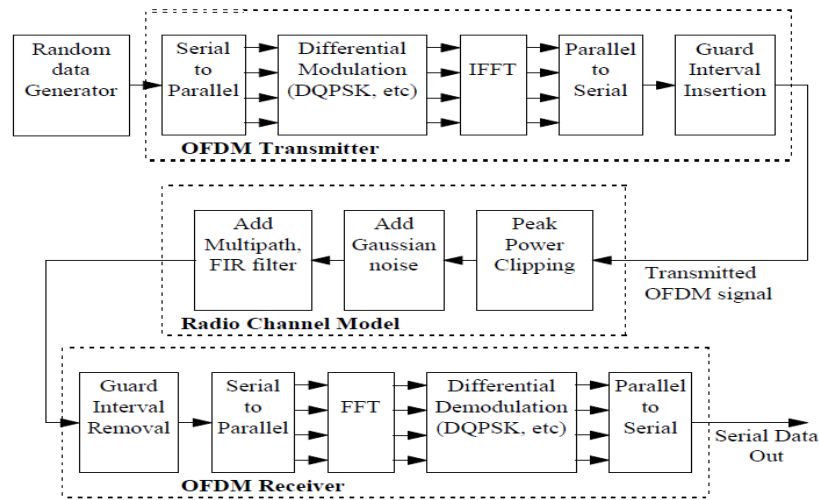 Random
data
Generator
Serial
to
Parallel
Differential
Modulation
(DQPSK, etc)
IFFT
Parallel
to
Serial
Guard
Interval
Insertion
OFDM Transmitter
Add
Multipath,
FIR filter
Add
Gaussian
noise
Peak
Power
Clipping
Transmitted
OFDM signal
Radio Channel Model
Guard
Interval
Removal
Serial
to
Parallel
FFT
Differential
Demodulation
(DQPSK, etc)
Parallel
to
Serial
Serial Data
Out
OFDM Receiver